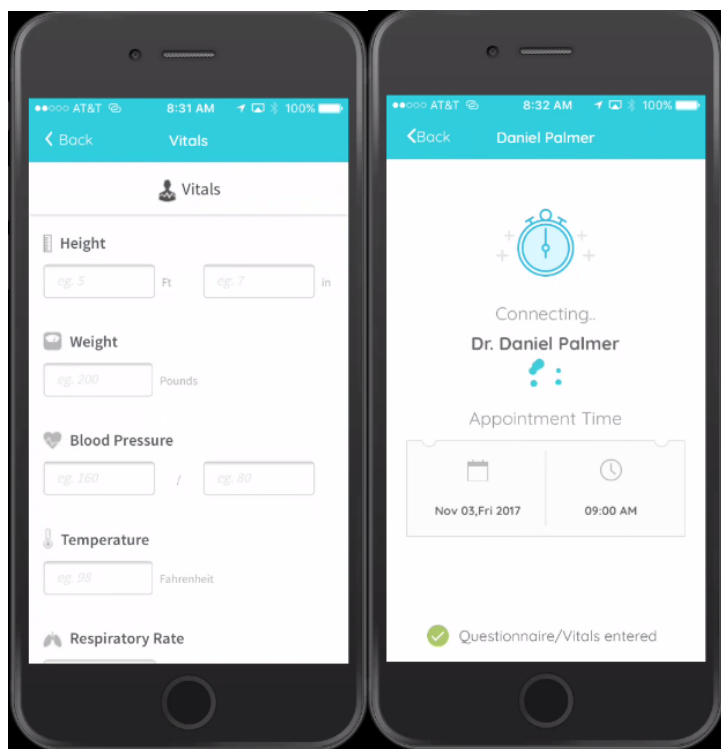 AT&T 8:31 AM 100%
Back Vitals
Vitals
Height
eg. 5 Ft eg. 7 in
Weight
eg. 200 Pounds
Blood Pressure
eg. 160 / eg. 80
Temperature
eg. 98 Fahrenheit
Respiratory Rate
AT&T 8:32 AM 100%
Back Daniel Palmer
Connecting..
Dr. Daniel Palmer
Appointment Time
Nov 03,Fri 2017 09:00 AM
Questionnaire/Vitals entered